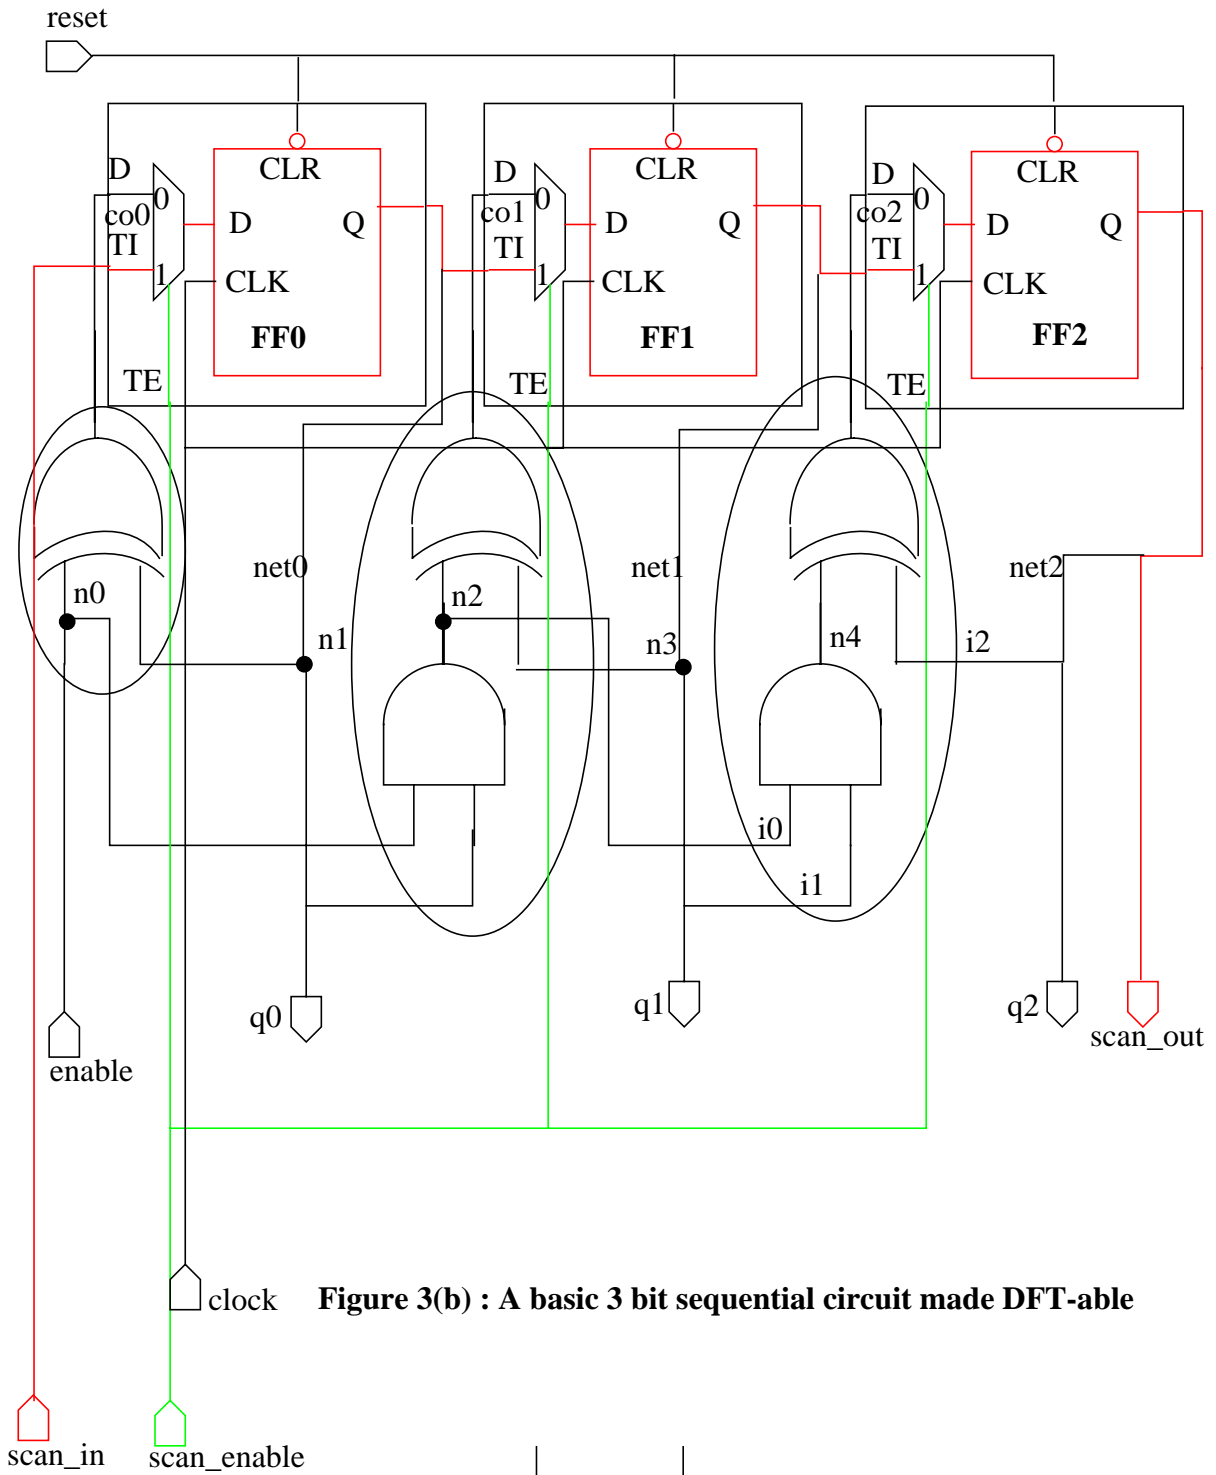 reset
CLR CLR CLR
D D D
0 0 0
co0 co1 co2
D Q D Q D Q
TI TI TI
1 1 1
CLK CLK CLK
FF0 FF1 FF2
TE TE TE
net0 net1 net2
n0 n2
n1 n3 n4 i2
i0
i1
q0 q1 q2
scan_out
enable
clock
Figure 3(b) : A basic 3 bit sequential circuit made DFT-able
scan_in scan_enable